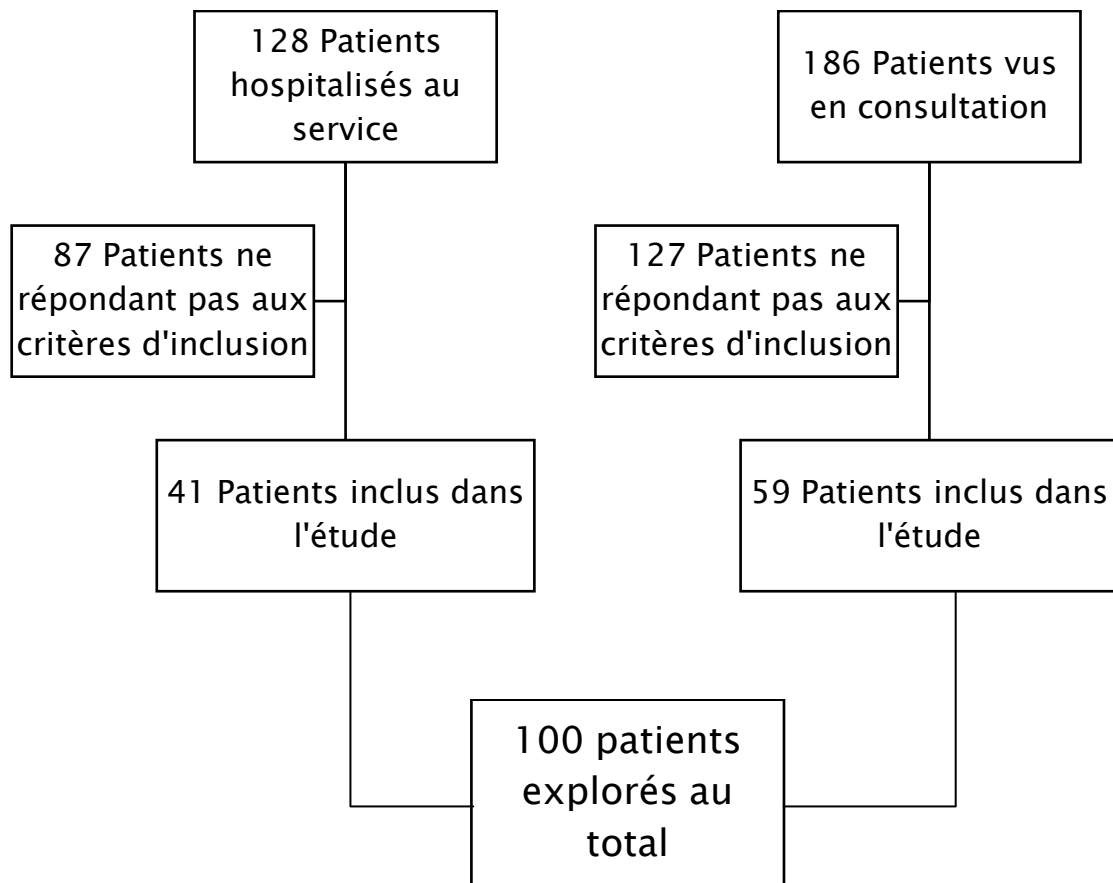 128 Patients
hospitalisés au
service
186 Patients vus
en consultation
87 Patients ne
répondant pas aux
critères d'inclusion
127 Patients ne
répondant pas aux
critères d'inclusion
41 Patients inclus dans
l'étude
59 Patients inclus dans
l'étude
100 patients
explorés au
total